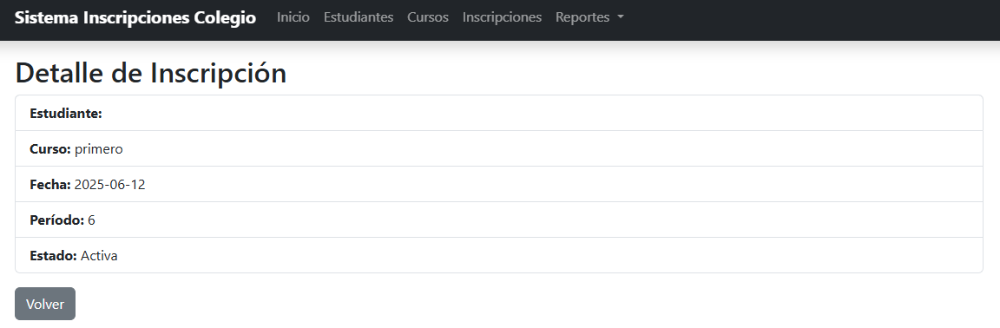 Sistema Inscripciones Colegio Inicio Estudiantes Cursos Inscripciones Reportes
Detalle de Inscripción
Estudiante:
Curso: primero
Fecha: 2025-06-12
Período: 6
Estado: Activa
Volver